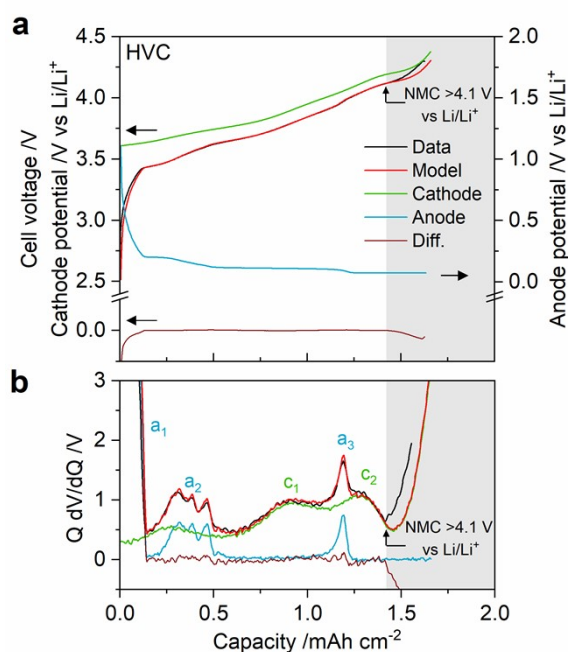 a
HVC
4.5
4.0
3.5
3.0
2.5
0.0
Cell voltage /V
Cathode potential /V vs Li/Li⁺
2.0
1.5
1.0
0.5
0.0
Anode potential /V vs Li/Li⁺
NMC >4.1 V
vs Li/Li⁺
Data
Model
Cathode
Anode
Diff.
b
3
2
1
0
Q dV/dQ /V
a₁
a₂
c₁
a₃
c₂
NMC >4.1 V
vs Li/Li⁺
0.0
0.5
1.0
1.5
2.0
Capacity /mAh cm⁻²